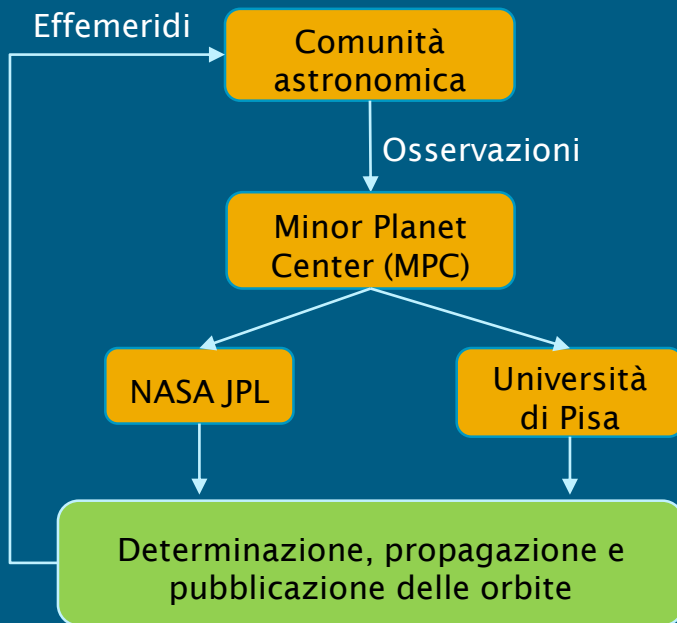 Effemeridi
Comunità
astronomica
Osservazioni
Minor Planet
Center (MPC)
NASA JPL
Università
di Pisa
Determinazione, propagazione e
pubblicazione delle orbite